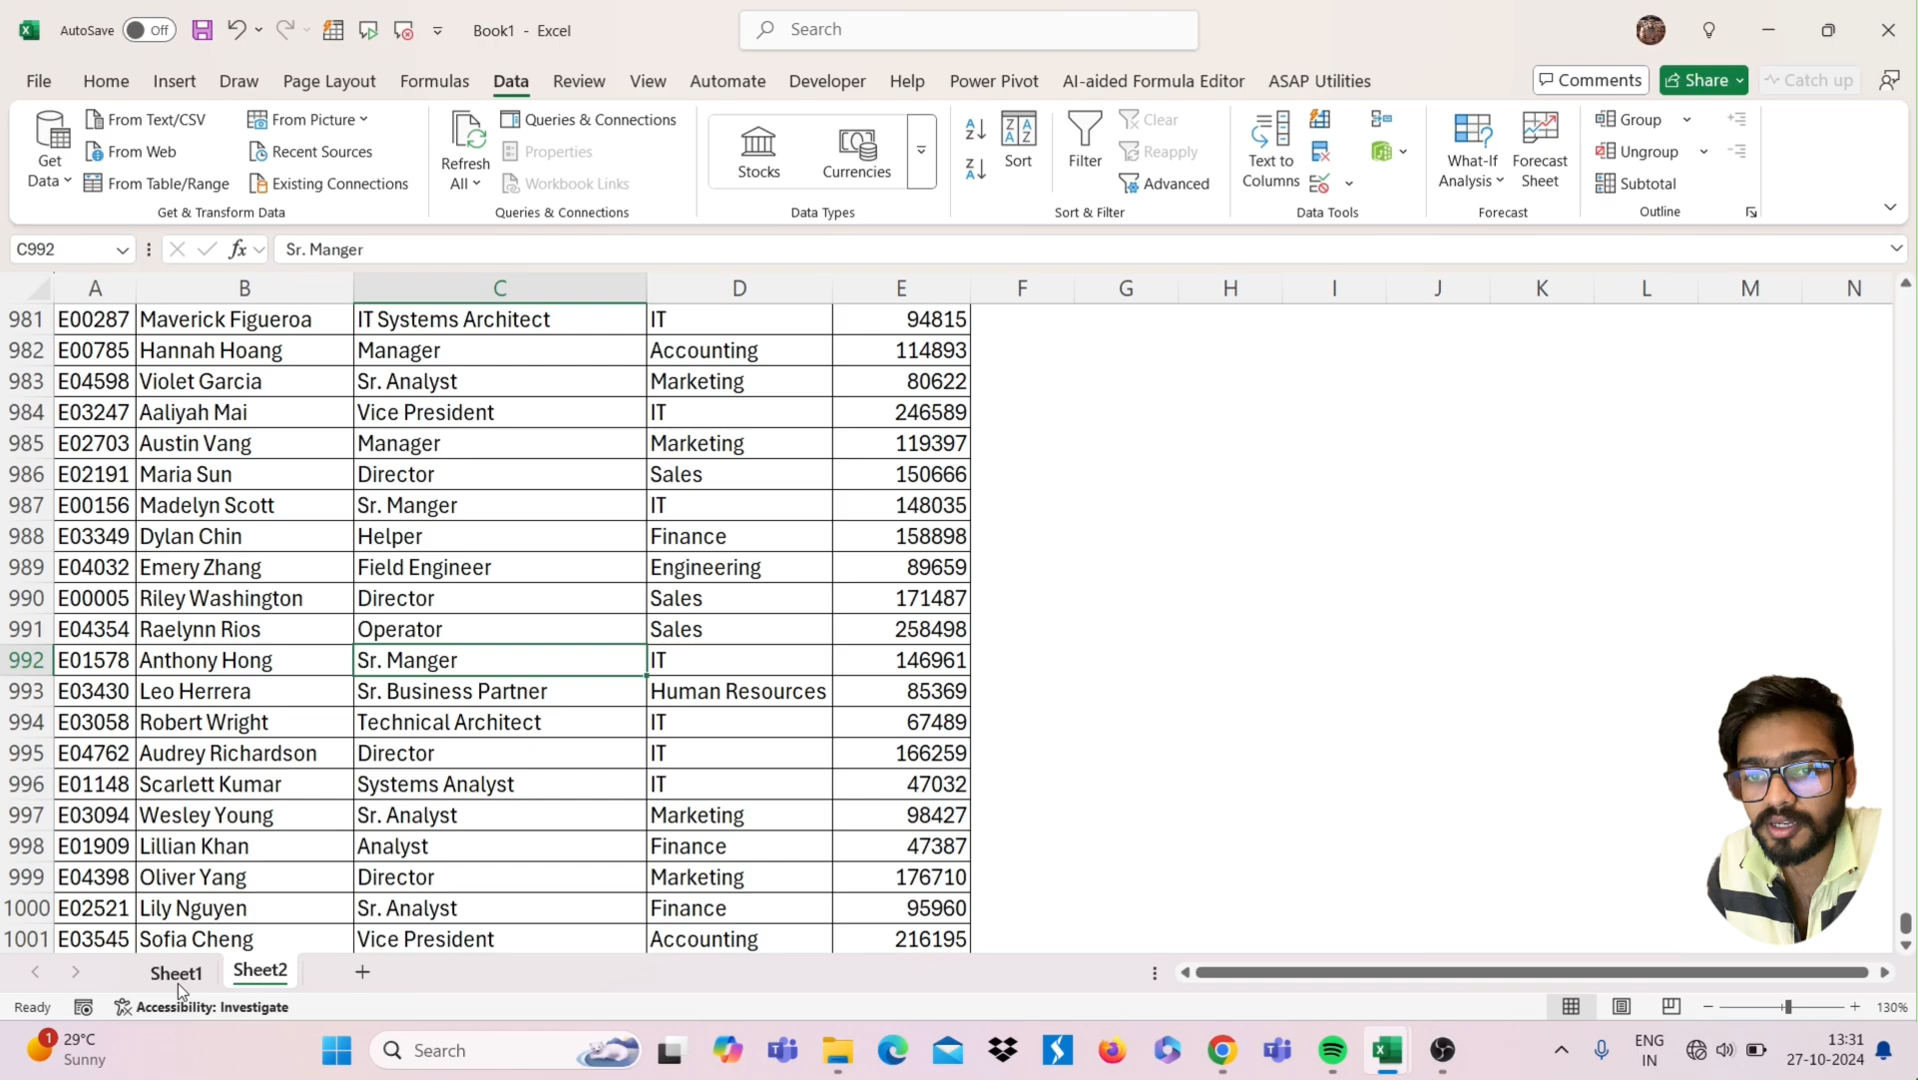 AutoSave Off Book1 - Excel Search
File Home Insert Draw Page Layout Formulas Data Review View Automate Developer Help Power Pivot AI-aided Formula Editor ASAP Utilities Comments Share Catch up
Get Data From Text/CSV From Web From Table/Range From Picture Recent Sources Existing Connections
Get & Transform Data
Refresh All Queries & Connections Properties Workbook Links
Queries & Connections
Stocks Currencies
Data Types
Sort Filter Clear Reapply Advanced
Sort & Filter
Text to Columns
Data Tools
What-If Analysis Forecast Sheet
Forecast
Group Ungroup Subtotal
Outline
C992 fx Sr. Manger
A B C D E F G H I J K L M N
981 E00287 Maverick Figueroa IT Systems Architect IT 94815
982 E00785 Hannah Hoang Manager Accounting 114893
983 E04598 Violet Garcia Sr. Analyst Marketing 80622
984 E03247 Aaliyah Mai Vice President IT 246589
985 E02703 Austin Vang Manager Marketing 119397
986 E02191 Maria Sun Director Sales 150666
987 E00156 Madelyn Scott Sr. Manger IT 148035
988 E03349 Dylan Chin Helper Finance 158898
989 E04032 Emery Zhang Field Engineer Engineering 89659
990 E00005 Riley Washington Director Sales 171487
991 E04354 Raelynn Rios Operator Sales 258498
992 E01578 Anthony Hong Sr. Manger IT 146961
993 E03430 Leo Herrera Sr. Business Partner Human Resources 85369
994 E03058 Robert Wright Technical Architect IT 67489
995 E04762 Audrey Richardson Director IT 166259
996 E01148 Scarlett Kumar Systems Analyst IT 47032
997 E03094 Wesley Young Sr. Analyst Marketing 98427
998 E01909 Lillian Khan Analyst Finance 47387
999 E04398 Oliver Yang Director Marketing 176710
1000 E02521 Lily Nguyen Sr. Analyst Finance 95960
1001 E03545 Sofia Cheng Vice President Accounting 216195
Sheet1 Sheet2
Ready Accessibility: Investigate 130%
1 29°C Sunny Search ENG IN 13:31 27-10-2024